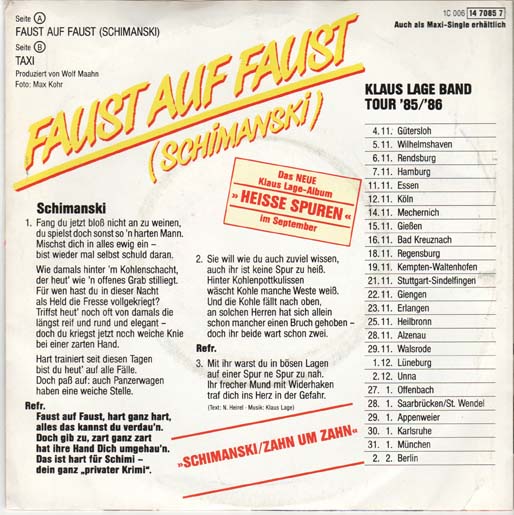 Seite Ⓐ
FAUST AUF FAUST (SCHIMANSKI)
Seite Ⓑ
TAXI
Produziert von Wolf Maahn
Foto: Max Kohr
1C 006 14 7085 7
Auch als Maxi-Single erhältlich
FAUST AUF FAUST
(SCHiMANSKi)
Das NEUE
Klaus Lage-Album
» HEISSE SPUREN «
im September
Schimanski
1. Fang du jetzt bloß nicht an zu weinen,
du spielst doch sonst so 'n harten Mann.
Mischst dich in alles ewig ein –
bist wieder mal selbst schuld daran.
Wie damals hinter 'm Kohlenschacht,
der heut' wie 'n offenes Grab stilliegt.
Für wen hast du in dieser Nacht
als Held die Fresse vollgekriegt?
Triffst heut' noch oft von damals die
längst reif und rund und elegant –
doch du kriegst jetzt noch weiche Knie
bei einer zarten Hand.
Hart trainiert seit diesen Tagen
bist du heut' auf alle Fälle.
Doch paß auf: auch Panzerwagen
haben eine weiche Stelle.
Refr.
Faust auf Faust, hart ganz hart,
alles das kannst du verdau'n.
Doch gib zu, zart ganz zart
hat ihre Hand Dich umgehau'n.
Das ist hart für Schimi –
dein ganz „privater Krimi“.
2. Sie will wie du auch zuviel wissen,
auch ihr ist keine Spur zu heiß.
Hinter Kohlenpottkulissen
wäscht Kohle manche Weste weiß.
Und die Kohle fällt nach oben,
an solchen Herren hat sich allein
schon mancher einen Bruch gehoben –
doch ihr beide wart schon zwei.
Refr.
3. Mit ihr warst du in bösen Lagen
auf einer Spur ne Spur zu nah.
Ihr frecher Mund mit Widerhaken
traf dich ins Herz in der Gefahr.
(Text: N. Heirel · Musik: Klaus Lage)
»SCHIMANSKI/ZAHN UM ZAHN«
KLAUS LAGE BAND
TOUR '85/'86
4. 11. Gütersloh
5. 11. Wilhelmshaven
6. 11. Rendsburg
7. 11. Hamburg
11. 11. Essen
12. 11. Köln
14. 11. Mechernich
15. 11. Gießen
16. 11. Bad Kreuznach
18. 11. Regensburg
19. 11. Kempten-Waltenhofen
21. 11. Stuttgart-Sindelfingen
22. 11. Giengen
23. 11. Erlangen
25. 11. Heilbronn
28. 11. Alzenau
29. 11. Walsrode
1. 12. Lüneburg
2. 12. Unna
27. 1. Offenbach
28. 1. Saarbrücken/St. Wendel
29. 1. Appenweier
30. 1. Karlsruhe
31. 1. München
2. 2. Berlin